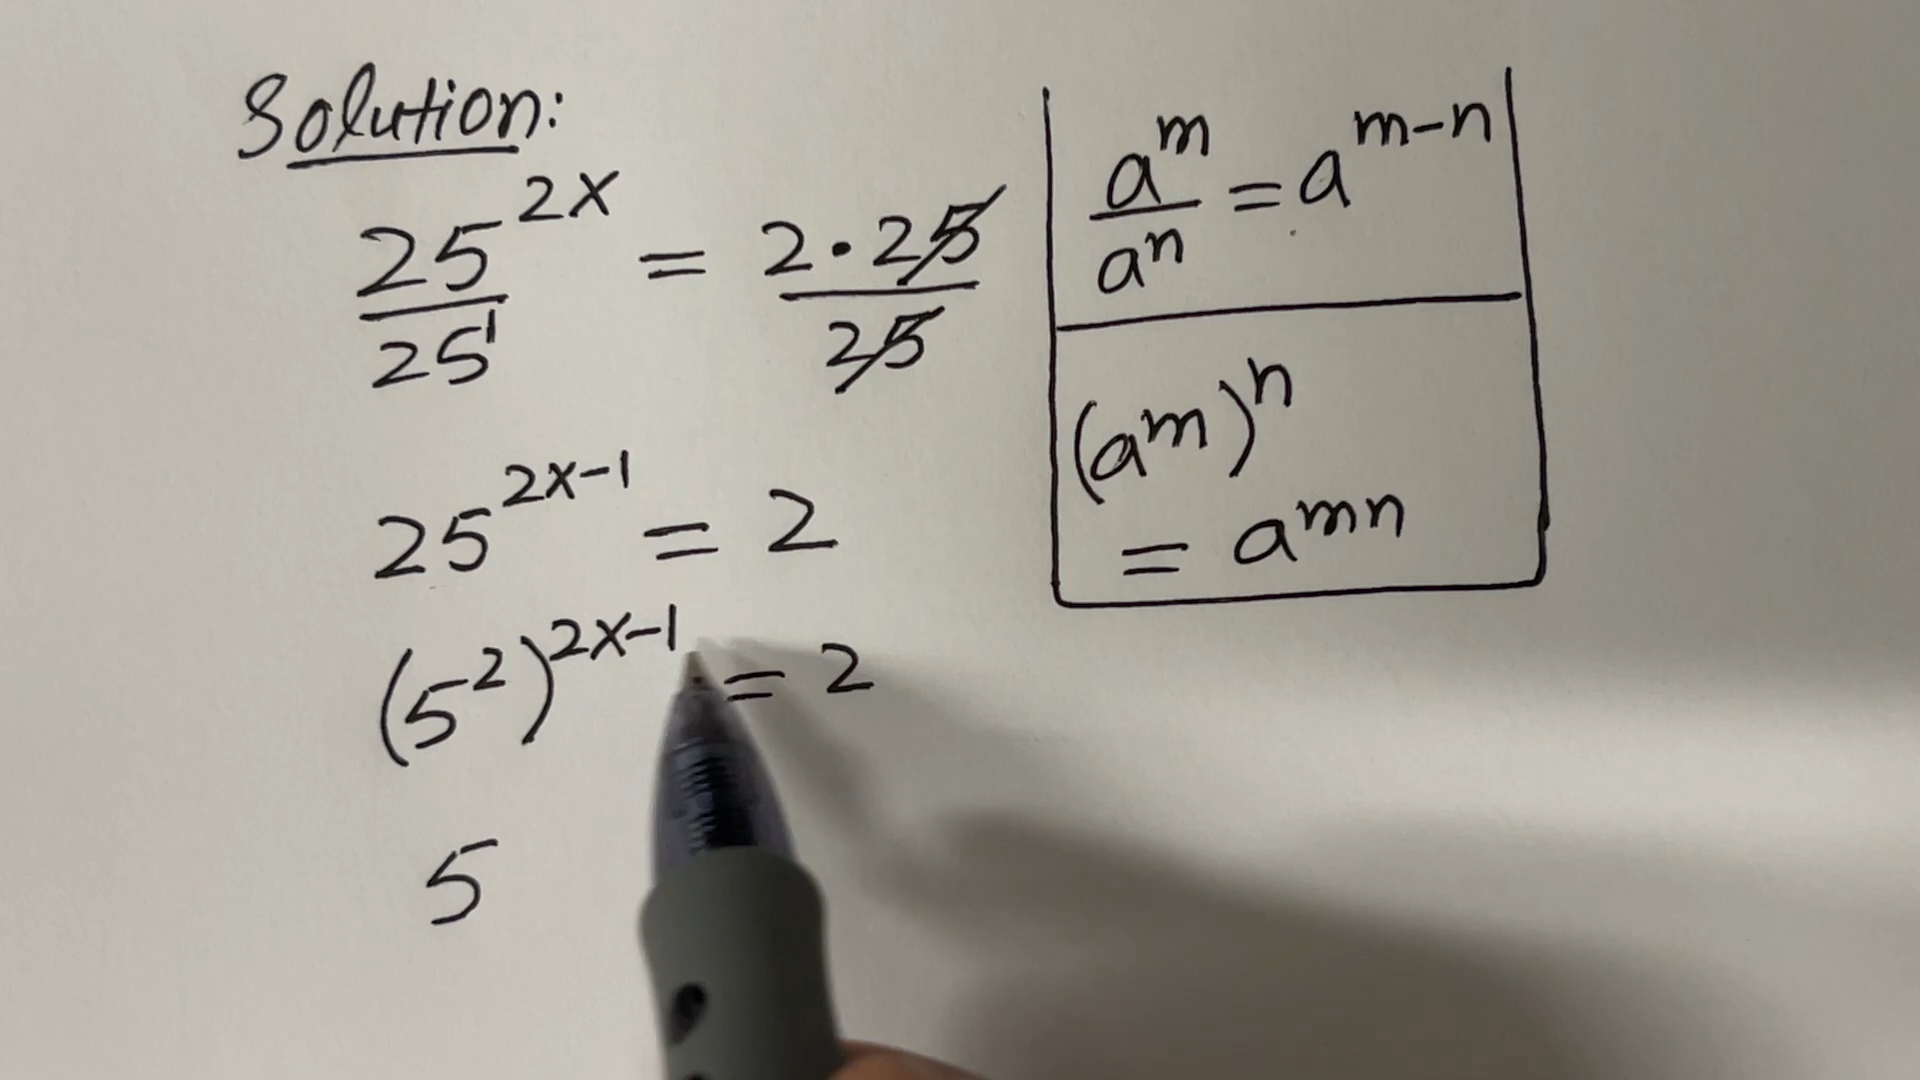 Solution:
25^{2x}/25^1 = 2·25/25
25^{2x-1} = 2
(5^2)^{2x-1} = 2
5
a^m/a^n = a^{m-n}
(a^m)^n
= a^{mn}